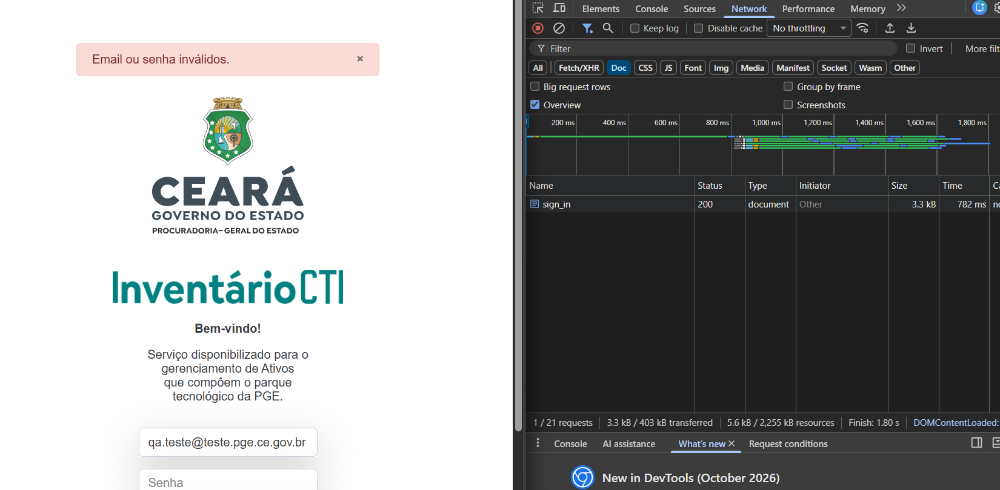 Email ou senha inválidos.
×
CEARÁ
GOVERNO DO ESTADO
PROCURADORIA-GERAL DO ESTADO
InventárioCTI
Bem-vindo!
Serviço disponibilizado para o
gerenciamento de Ativos
que compôem o parque
tecnológico da PGE.
qa.teste@teste.pge.ce.gov.br
Senha
Elements Console Sources Network Performance Memory
Keep log Disable cache No throttling
Filter Invert More filt
All Fetch/XHR Doc CSS JS Font Img Media Manifest Socket Wasm Other
Big request rows Group by frame
Overview Screenshots
200 ms 400 ms 600 ms 800 ms 1,000 ms 1,200 ms 1,400 ms 1,600 ms 1,800 ms
Name Status Type Initiator Size Time Ca
sign_in 200 document Other 3.3 kB 782 ms no
1 / 21 requests 3.3 kB / 403 kB transferred 5.6 kB / 2,255 kB resources Finish: 1.80 s DOMContentLoaded:
Console AI assistance What's new × Request conditions
New in DevTools (October 2026)